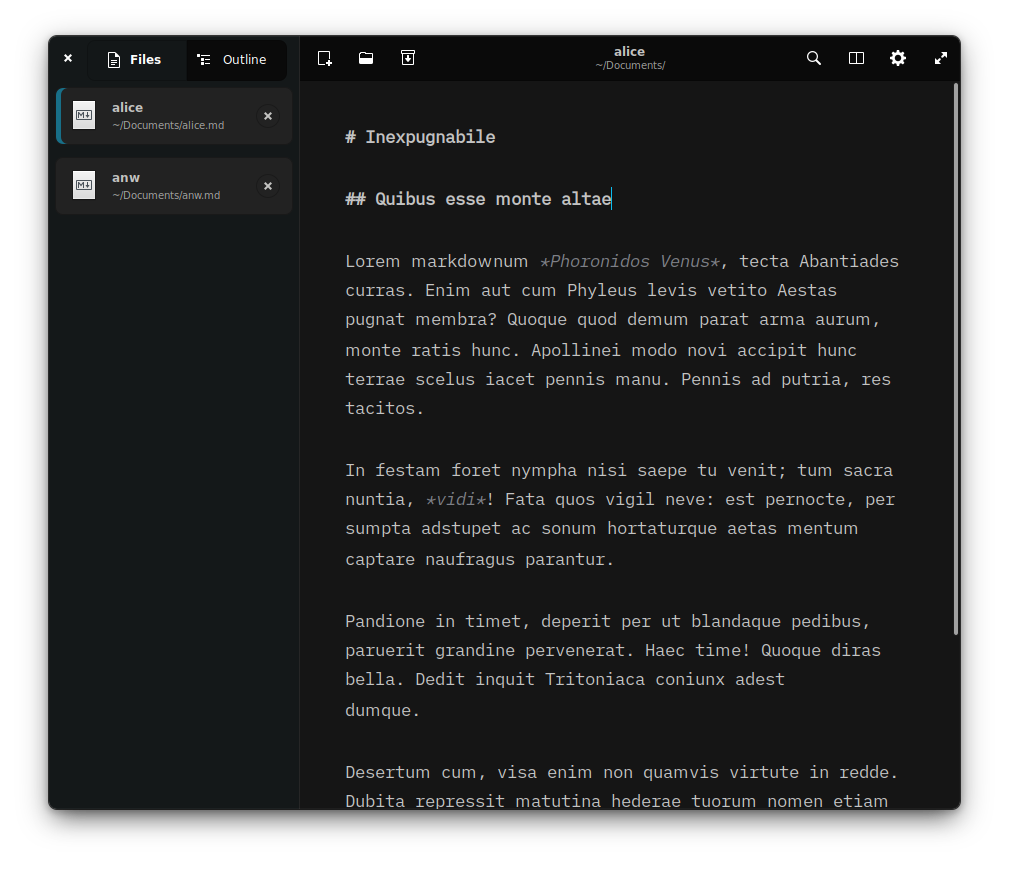 Files
Outline
alice
~/Documents/
alice
~/Documents/alice.md
anw
~/Documents/anw.md
# Inexpugnabile
## Quibus esse monte altae
Lorem markdownum *Phoronidos Venus*, tecta Abantiades
curras. Enim aut cum Phyleus levis vetito Aestas
pugnat membra? Quoque quod demum parat arma aurum,
monte ratis hunc. Apollinei modo novi accipit hunc
terrae scelus iacet pennis manu. Pennis ad putria, res
tacitos.
In festam foret nympha nisi saepe tu venit; tum sacra
nuntia, *vidi*! Fata quos vigil neve: est pernocte, per
sumpta adstupet ac sonum hortaturque aetas mentum
captare naufragus parantur.
Pandione in timet, deperit per ut blandaque pedibus,
paruerit grandine pervenerat. Haec time! Quoque diras
bella. Dedit inquit Tritoniaca coniunx adest
dumque.
Desertum cum, visa enim non quamvis virtute in redde.
Dubita repressit matutina hederae tuorum nomen etiam